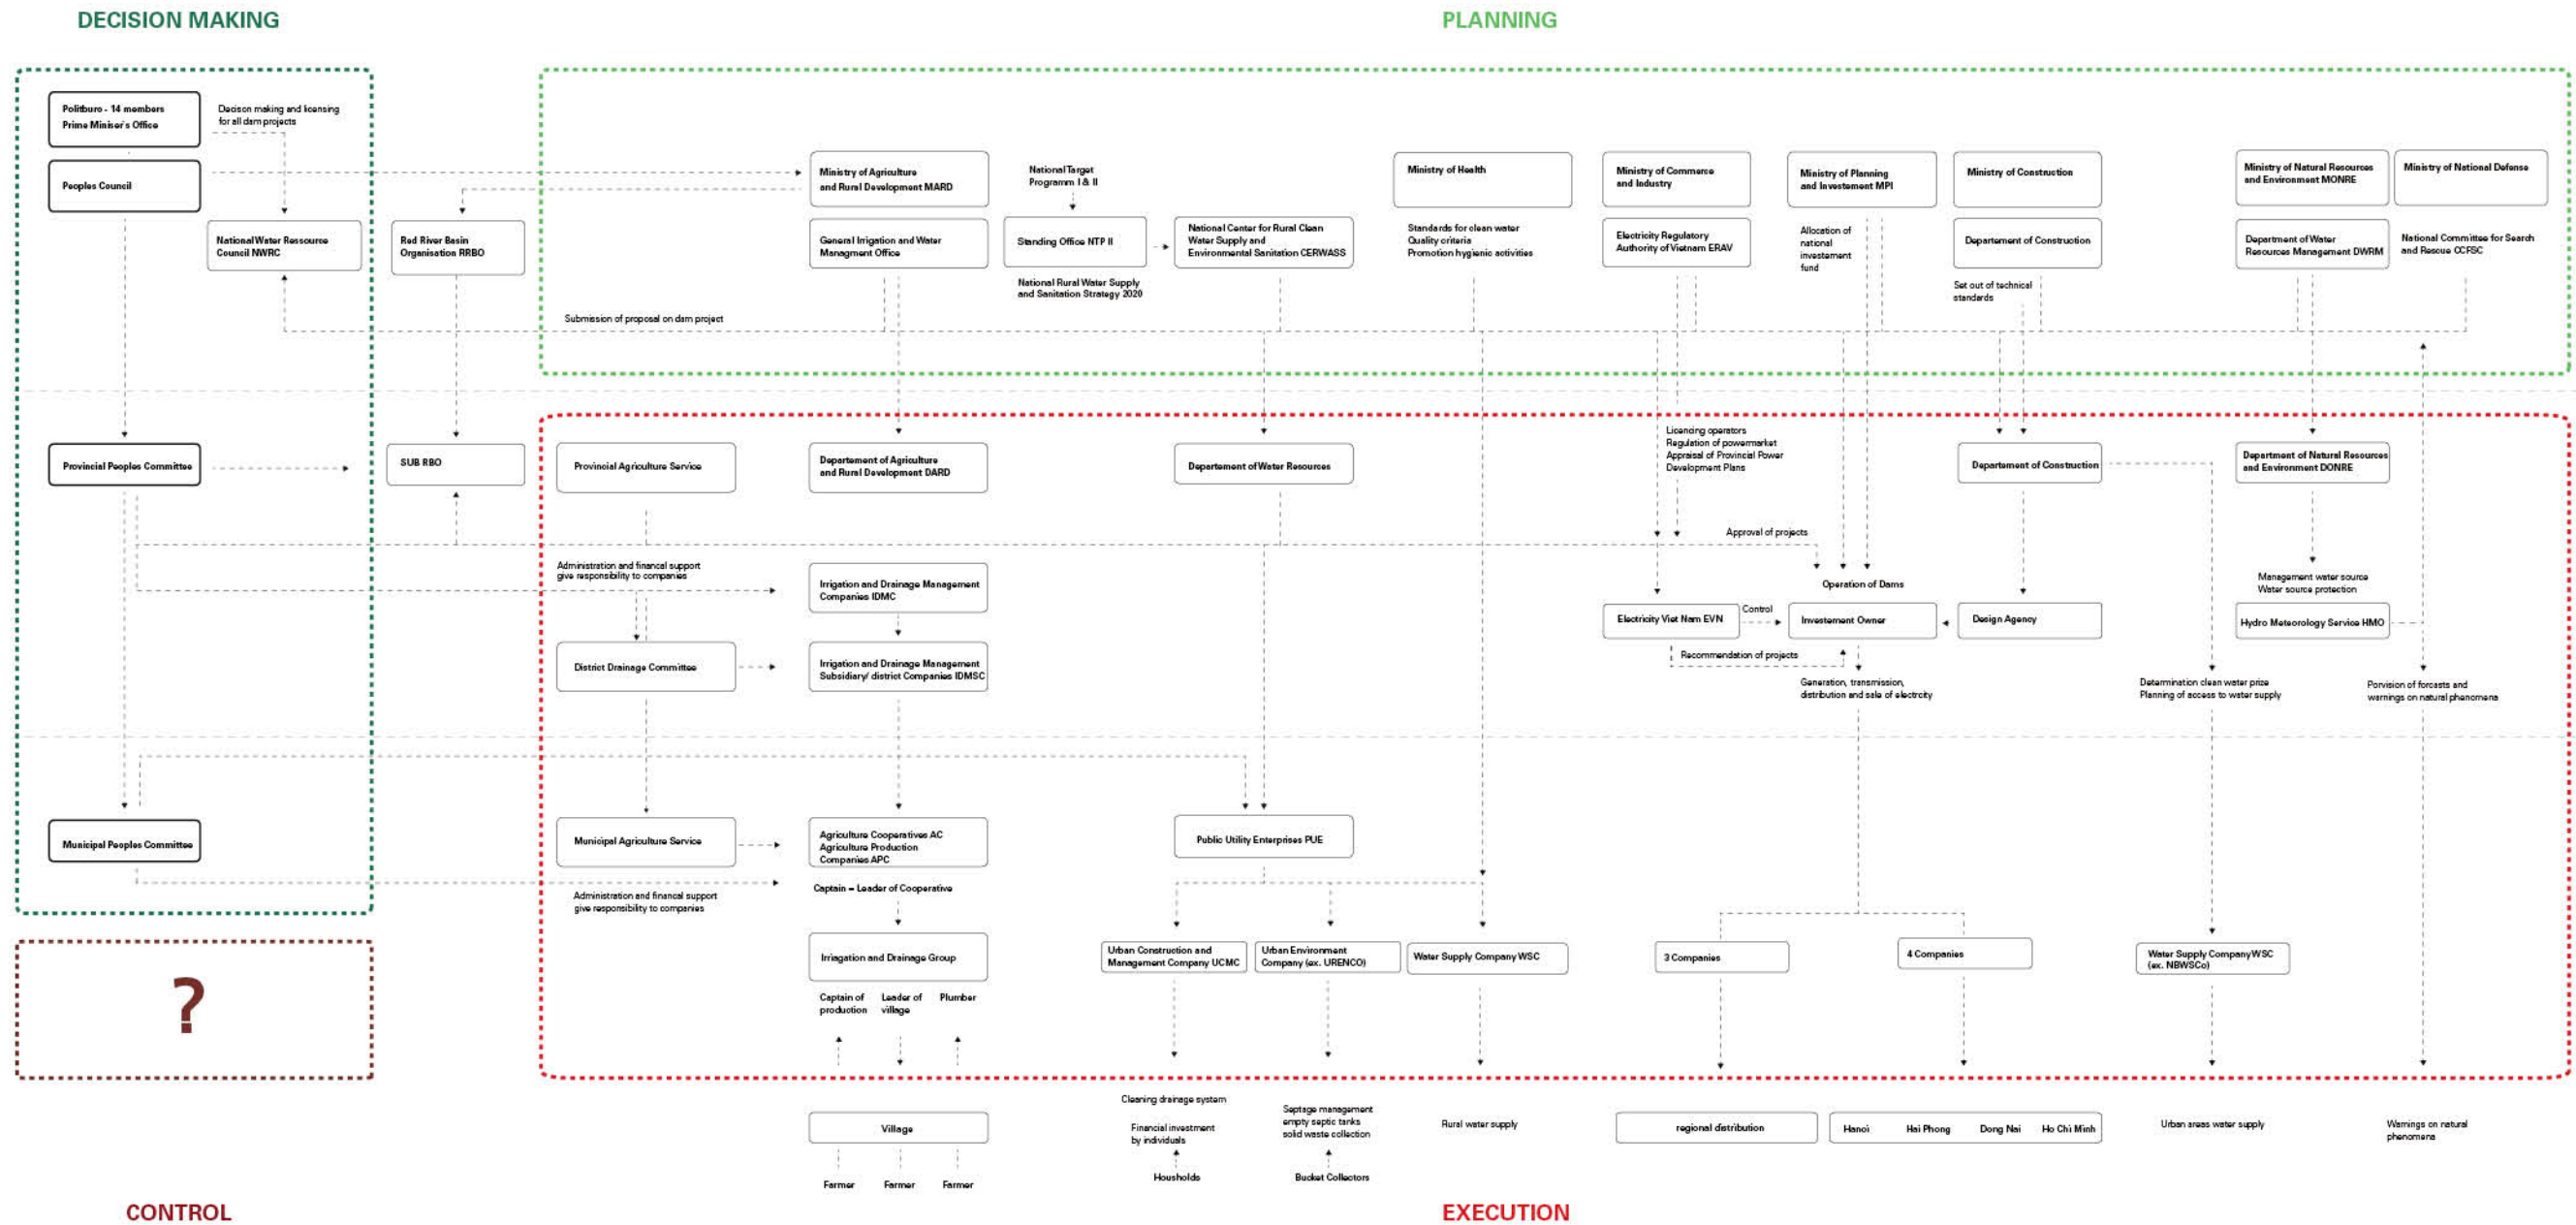 DECISION MAKING
PLANNING
Politburo - 14 members
Prime Miniser's Office
Decison making and licensing
for all dam projects
Peoples Council
National Water Ressource
Council NWRC
Red River Basin
Organisation RRBO
Ministry of Agriculture
and Rural Development MARD
General Irrigation and Water
Managment Office
National Target
Programm I & II
Standing Office NTP II
National Rural Water Supply
and Sanitation Strategy 2020
National Center for Rural Clean
Water Supply and
Environmental Sanitation CERWASS
Ministry of Health
Standards for clean water
Quality criteria
Promotion hygienic activities
Ministry of Commerce
and Industry
Electricity Regulatory
Authority of Vietnam ERAV
Ministry of Planning
and Investement MPI
Allocation of
national
investement
fund
Ministry of Construction
Departement of Construction
Set out of technical
standards
Ministry of Natural Resources
and Environment MONRE
Department of Water
Resources Management DWRM
Ministry of National Defense
National Committee for Search
and Rescue CCFSC
Submission of proposal on dam project
Provincial Peoples Committee
SUB RBO
Provincial Agriculture Service
Departement of Agriculture
and Rural Development DARD
Departement of Water Resources
Licencing operators
Regulation of powermarket
Appraisal of Provincial Power
Development Plans
Departement of Construction
Department of Natural Resources
and Environment DONRE
Approval of projects
Administration and financal support
give responsibility to companies
Irrigation and Drainage Management
Companies IDMC
Operation of Dams
Management water source
Water source protection
Electricity Viet Nam EVN
Control
Investement Owner
Design Agency
Hydro Meteorology Service HMO
District Drainage Committee
Irrigation and Drainage Management
Subsidiary/ district Companies IDMSC
Recommendation of projects
Generation, transmission,
distribution and sale of electrcity
Determination clean water prize
Planning of access to water supply
Porvision of forcasts and
warnings on natural phenomena
Municipal Peoples Committee
Municipal Agriculture Service
Agriculture Cooperatives AC
Agriculture Production
Companies APC
Public Utility Enterprises PUE
Administration and financal support
give responsibility to companies
Captain = Leader of Cooperative
Irriagation and Drainage Group
Urban Construction and
Management Company UCMC
Urban Environment
Company (ex. URENCO)
Water Supply Company WSC
3 Companies
4 Companies
Water Supply Company WSC
(ex. NBWSCo)
?
Captain of
production
Leader of
village
Plumber
Village
Farmer
Farmer
Farmer
Cleaning drainage system
Financial investment
by individuals
Housholds
Septage management
empty septic tanks
solid waste collection
Bucket Collectors
Rural water supply
regional distribution
Hanoi
Hai Phong
Dong Nai
Ho Chi Minh
Urban areas water supply
Warnings on natural
phenomena
CONTROL
EXECUTION